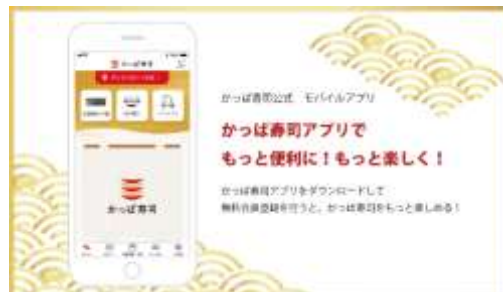 かっぱ寿司
かっぱ寿司
かっぱ寿司公式 モバイルアプリ
かっぱ寿司アプリで
もっと便利に！もっと楽しく！
かっぱ寿司アプリをダウンロードして
無料会員登録を行うと、かっぱ寿司をもっと楽しめる！